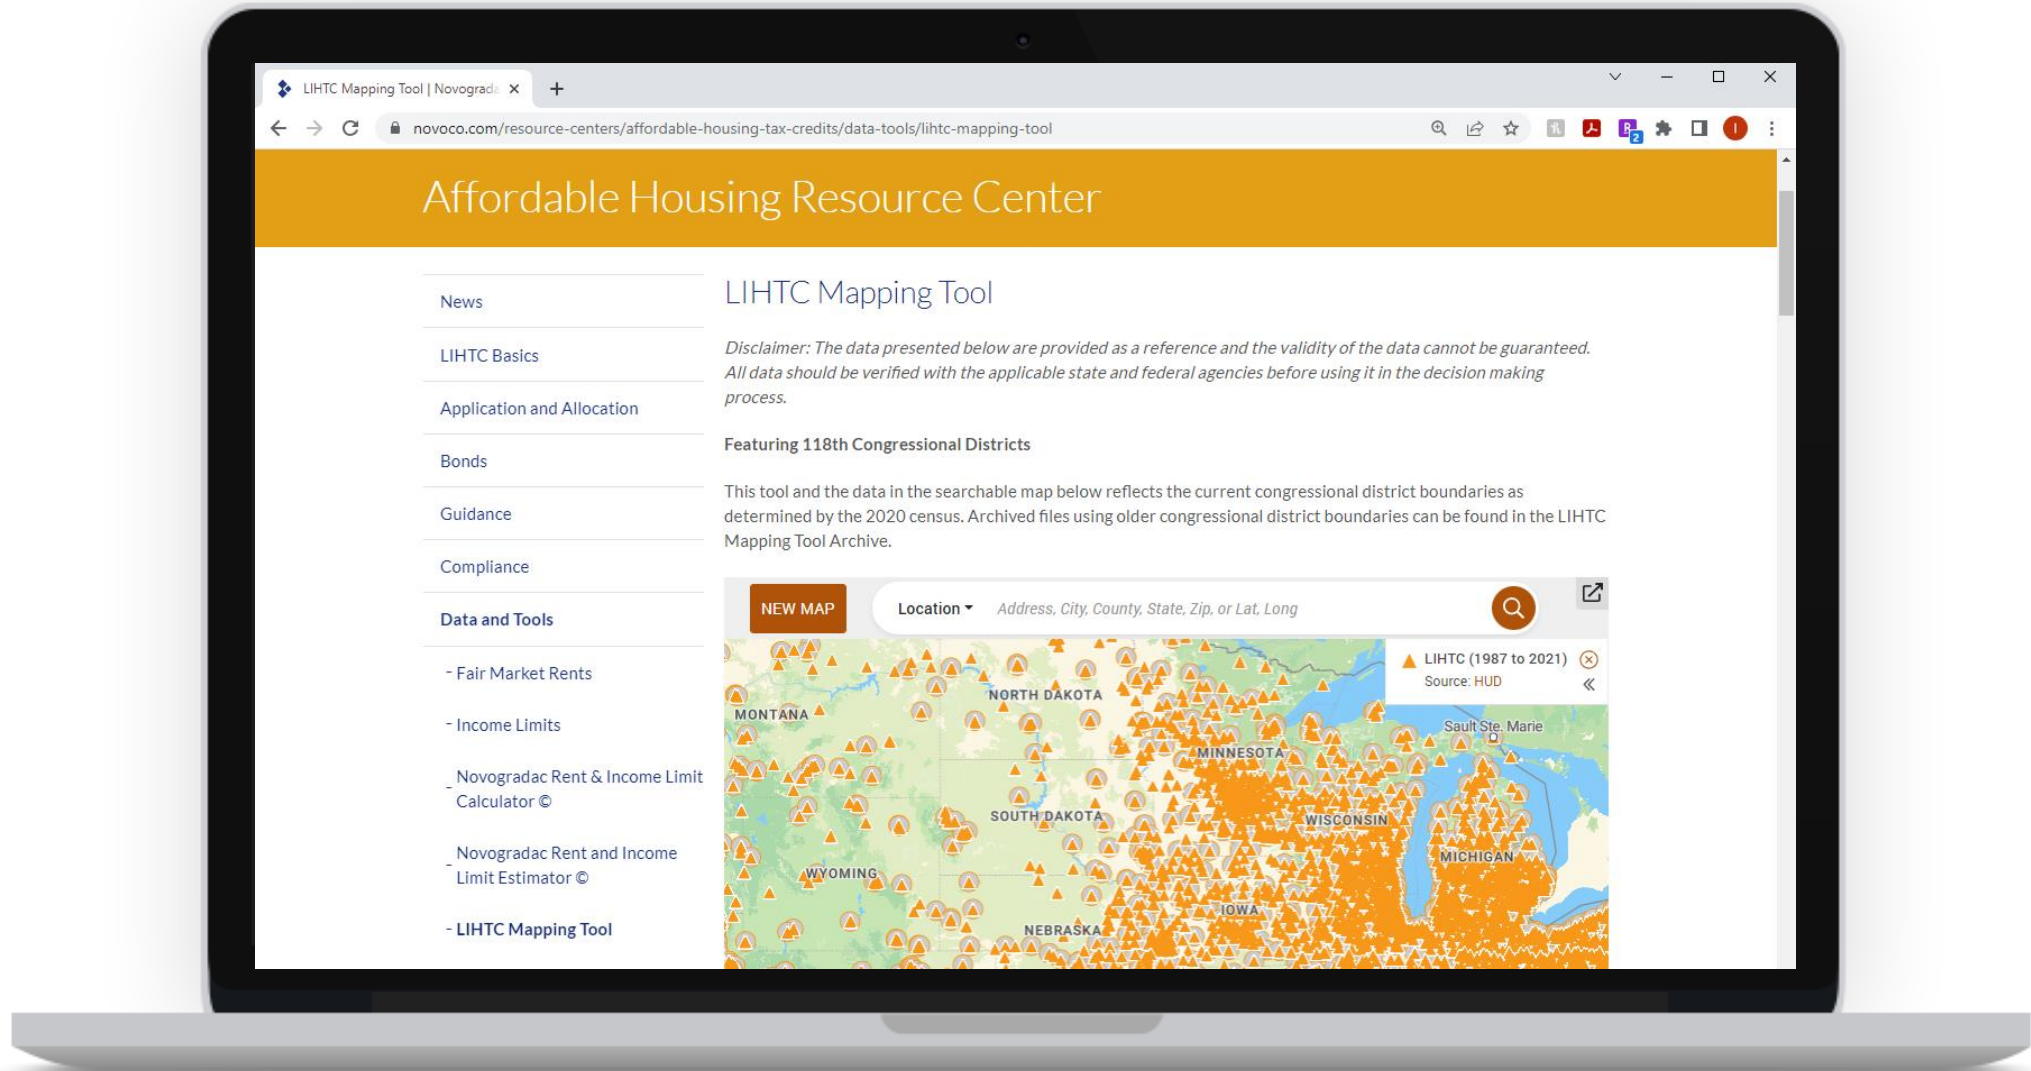 LIHTC Mapping Tool | Novograda
novoco.com/resource-centers/affordable-housing-tax-credits/data-tools/lihtc-mapping-tool
2
I
Affordable Housing Resource Center
News
LIHTC Basics
Application and Allocation
Bonds
Guidance
Compliance
Data and Tools
- Fair Market Rents
- Income Limits
- Novogradac Rent & Income Limit
Calculator ©
- Novogradac Rent and Income
Limit Estimator ©
- LIHTC Mapping Tool
LIHTC Mapping Tool
Disclaimer: The data presented below are provided as a reference and the validity of the data cannot be guaranteed.
All data should be verified with the applicable state and federal agencies before using it in the decision making
process.
Featuring 118th Congressional Districts
This tool and the data in the searchable map below reflects the current congressional district boundaries as
determined by the 2020 census. Archived files using older congressional district boundaries can be found in the LIHTC
Mapping Tool Archive.
NEW MAP
Location
Address, City, County, State, Zip, or Lat, Long
LIHTC (1987 to 2021)
Source: HUD
NORTH DAKOTA
MONTANA
Sault Ste. Marie
MINNESOTA
SOUTH DAKOTA
WISCONSIN
MICHIGAN
WYOMING
IOWA
NEBRASKA